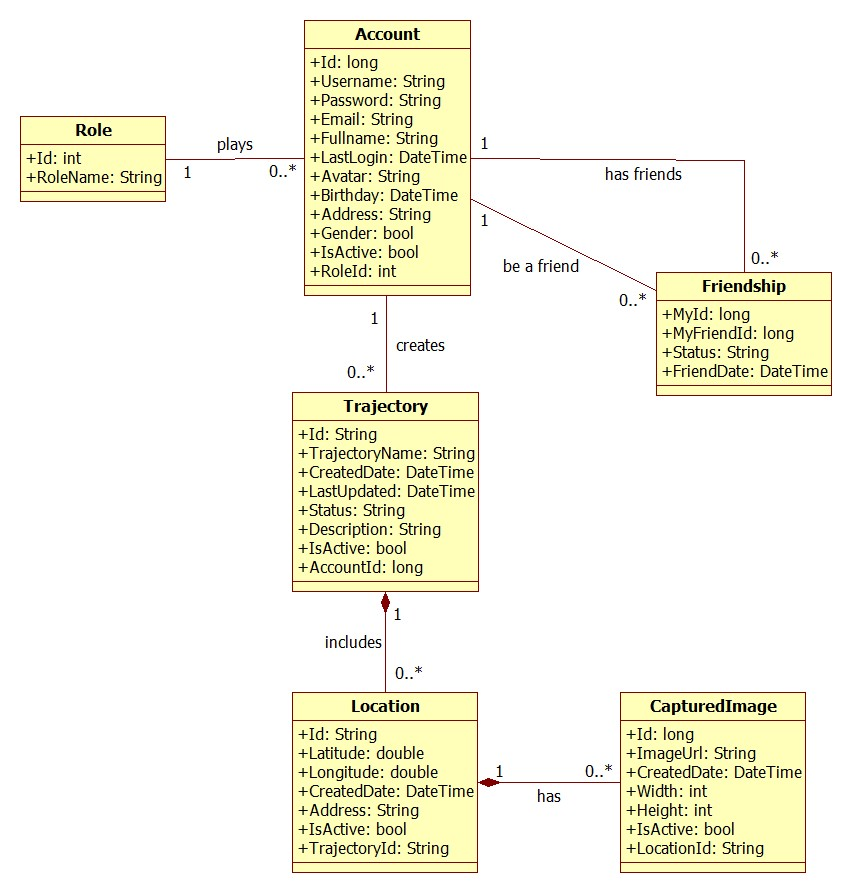 Account
+Id: long
+Username: String
+Password: String
+Email: String
+Fullname: String
+LastLogin: DateTime
+Avatar: String
+Birthday: DateTime
+Address: String
+Gender: bool
+IsActive: bool
+RoleId: int
Role
+Id: int
+RoleName: String
plays
1
0..*
1
has friends
0..*
1
be a friend
0..*
Friendship
+MyId: long
+MyFriendId: long
+Status: String
+FriendDate: DateTime
1
creates
0..*
Trajectory
+Id: String
+TrajectoryName: String
+CreatedDate: DateTime
+LastUpdated: DateTime
+Status: String
+Description: String
+IsActive: bool
+AccountId: long
1
includes
0..*
Location
+Id: String
+Latitude: double
+Longitude: double
+CreatedDate: DateTime
+Address: String
+IsActive: bool
+TrajectoryId: String
1
0..*
has
CapturedImage
+Id: long
+ImageUrl: String
+CreatedDate: DateTime
+Width: int
+Height: int
+IsActive: bool
+LocationId: String